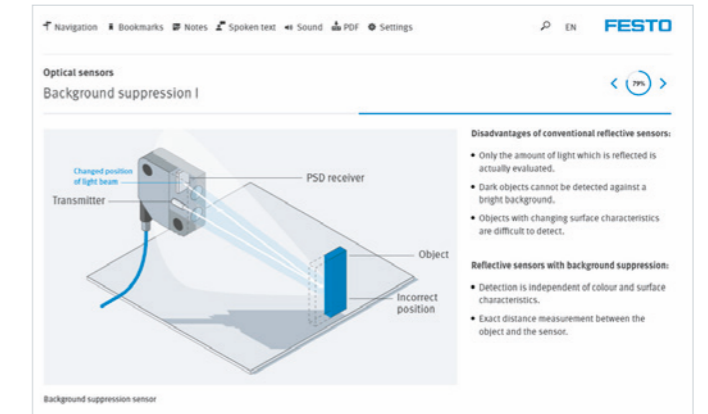 Navigation Bookmarks Notes Spoken text Sound PDF Settings EN FESTO
Optical sensors
Background suppression I
79%
Changed position
of light beam
Transmitter
PSD receiver
Object
Incorrect
position
Disadvantages of conventional reflective sensors:
• Only the amount of light which is reflected is
actually evaluated.
• Dark objects cannot be detected against a
bright background.
• Objects with changing surface characteristics
are difficult to detect.
Reflective sensors with background suppression:
• Detection is independent of colour and surface
characteristics.
• Exact distance measurement between the
object and the sensor.
Background suppression sensor